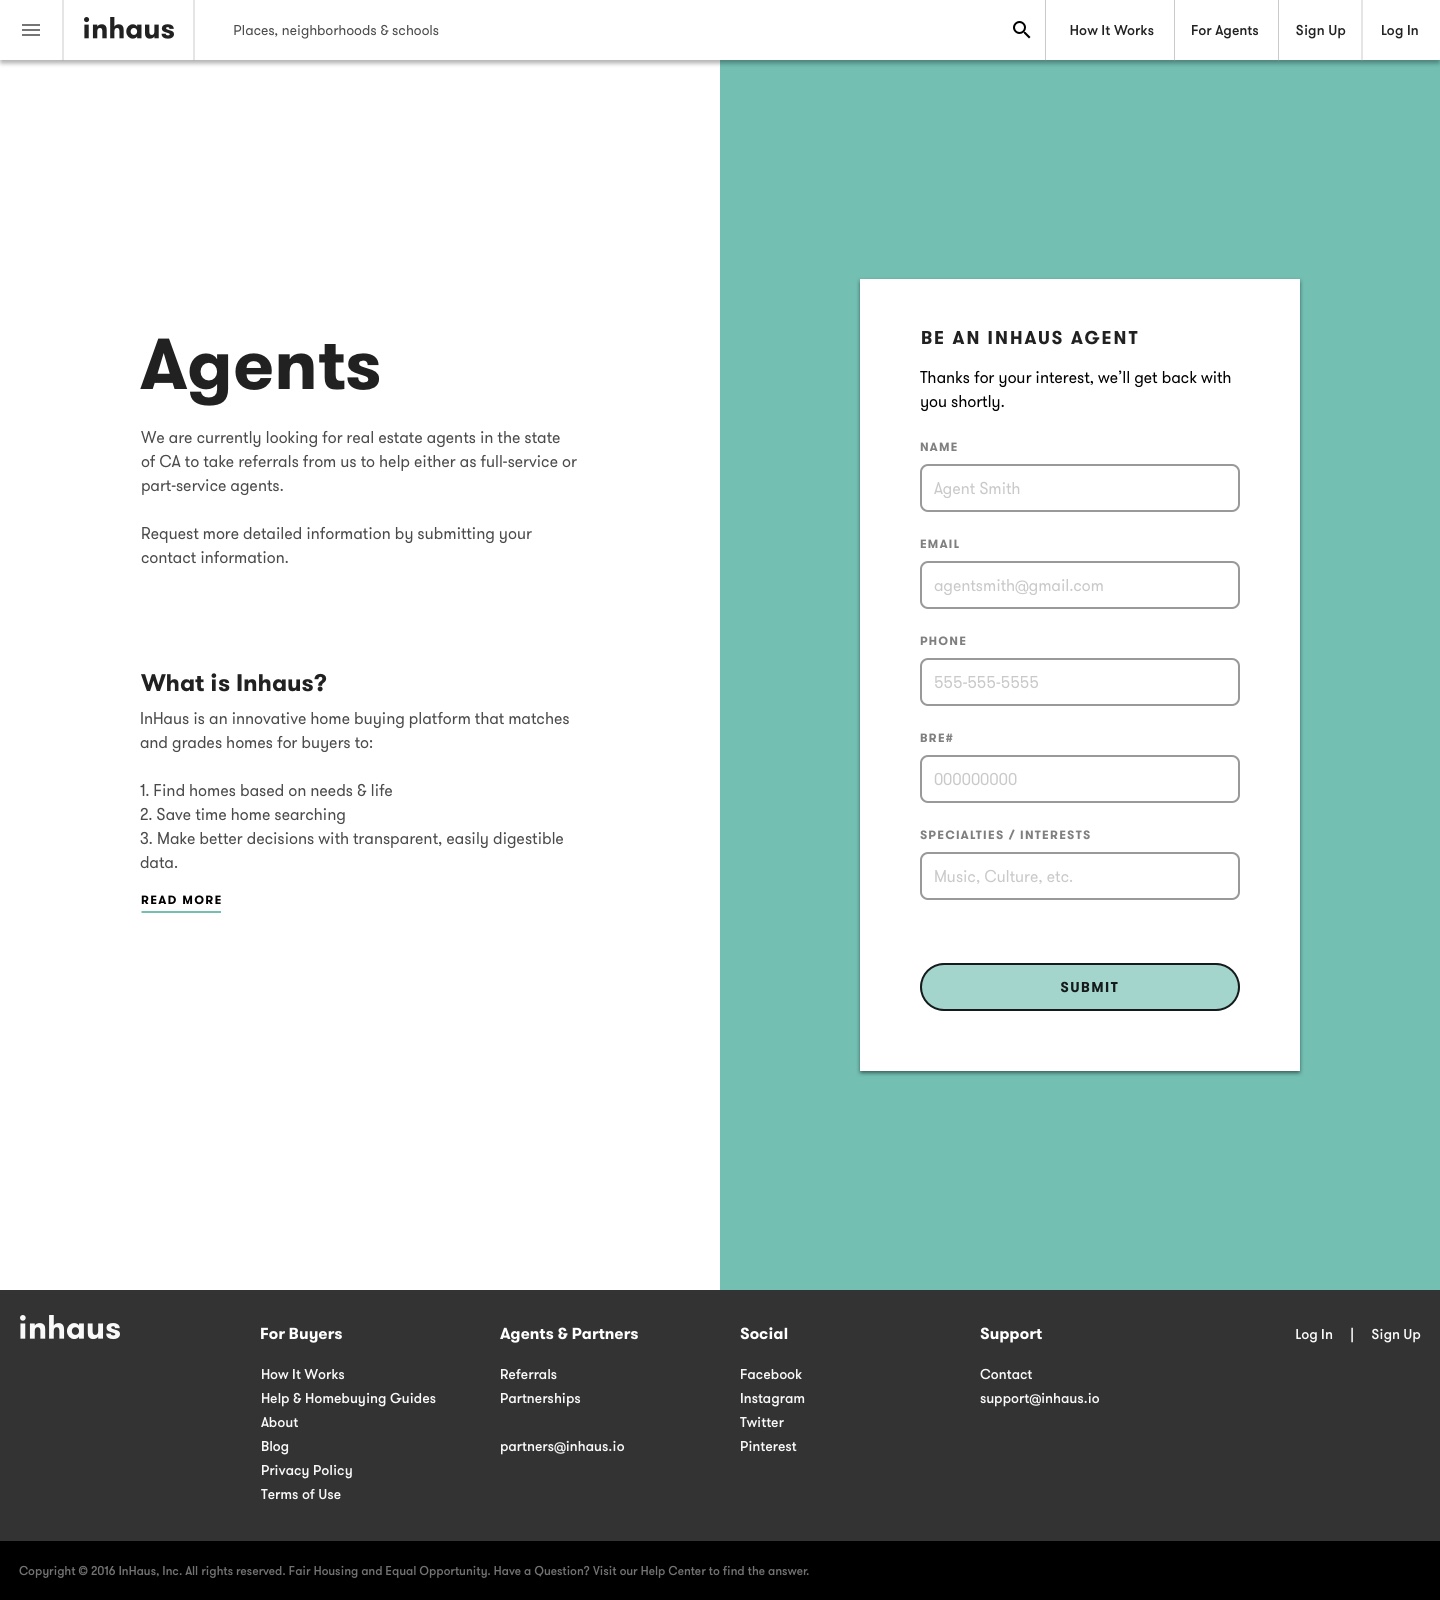 inhaus
Places, neighborhoods & schools
How It Works
For Agents
Sign Up
Log In
Agents
We are currently looking for real estate agents in the state
of CA to take referrals from us to help either as full-service or
part-service agents.
Request more detailed information by submitting your
contact information.
What is Inhaus?
InHaus is an innovative home buying platform that matches
and grades homes for buyers to:
1. Find homes based on needs & life
2. Save time home searching
3. Make better decisions with transparent, easily digestible
data.
READ MORE
BE AN INHAUS AGENT
Thanks for your interest, we’ll get back with
you shortly.
NAME
Agent Smith
EMAIL
agentsmith@gmail.com
PHONE
555-555-5555
BRE#
000000000
SPECIALTIES / INTERESTS
Music, Culture, etc.
SUBMIT
inhaus
For Buyers
How It Works
Help & Homebuying Guides
About
Blog
Privacy Policy
Terms of Use
Agents & Partners
Referrals
Partnerships
partners@inhaus.io
Social
Facebook
Instagram
Twitter
Pinterest
Support
Contact
support@inhaus.io
Log In | Sign Up
Copyright © 2016 InHaus, Inc. All rights reserved. Fair Housing and Equal Opportunity. Have a Question? Visit our Help Center to find the answer.